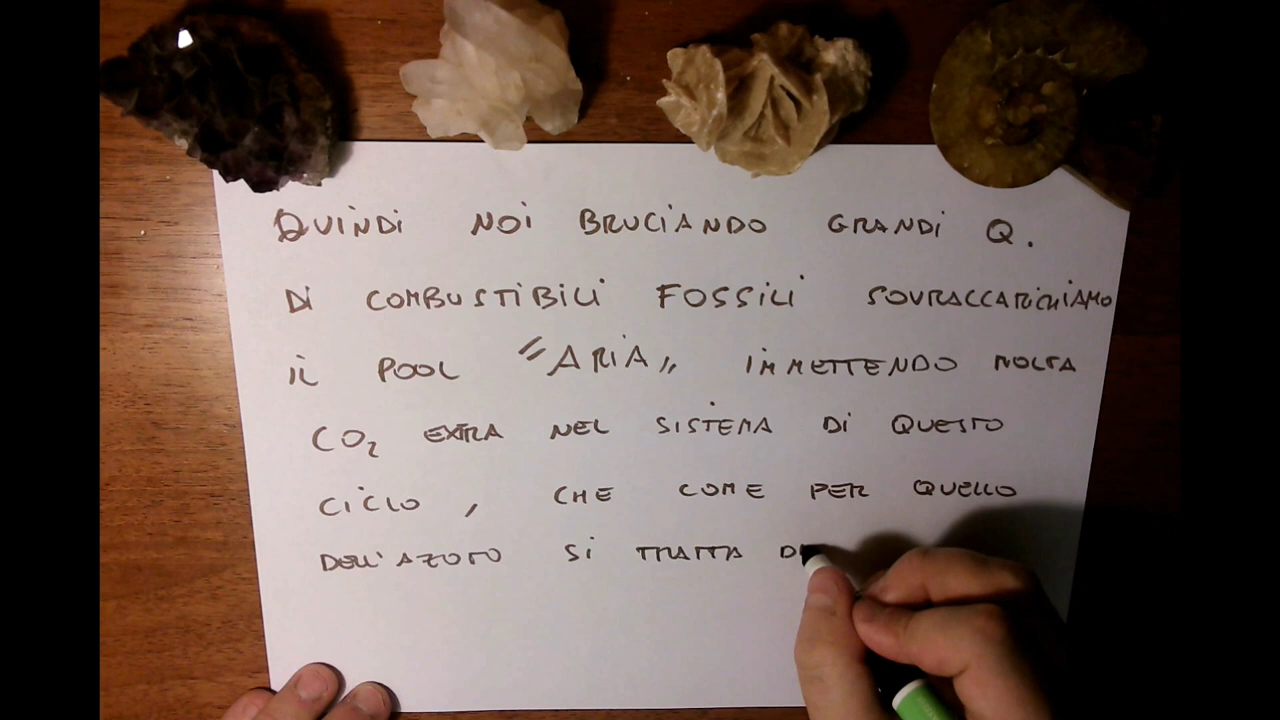 QUINDI NOI BRUCIANDO GRANDI Q.
DI COMBUSTIBILI FOSSILI SOVRACCARICHIAMO
IL POOL "ARIA" IMMETTENDO MOLTA
CO₂ EXTRA NEL SISTEMA DI QUESTO
CICLO, CHE COME PER QUELLO
DELL'AZOTO SI TRATTA DI